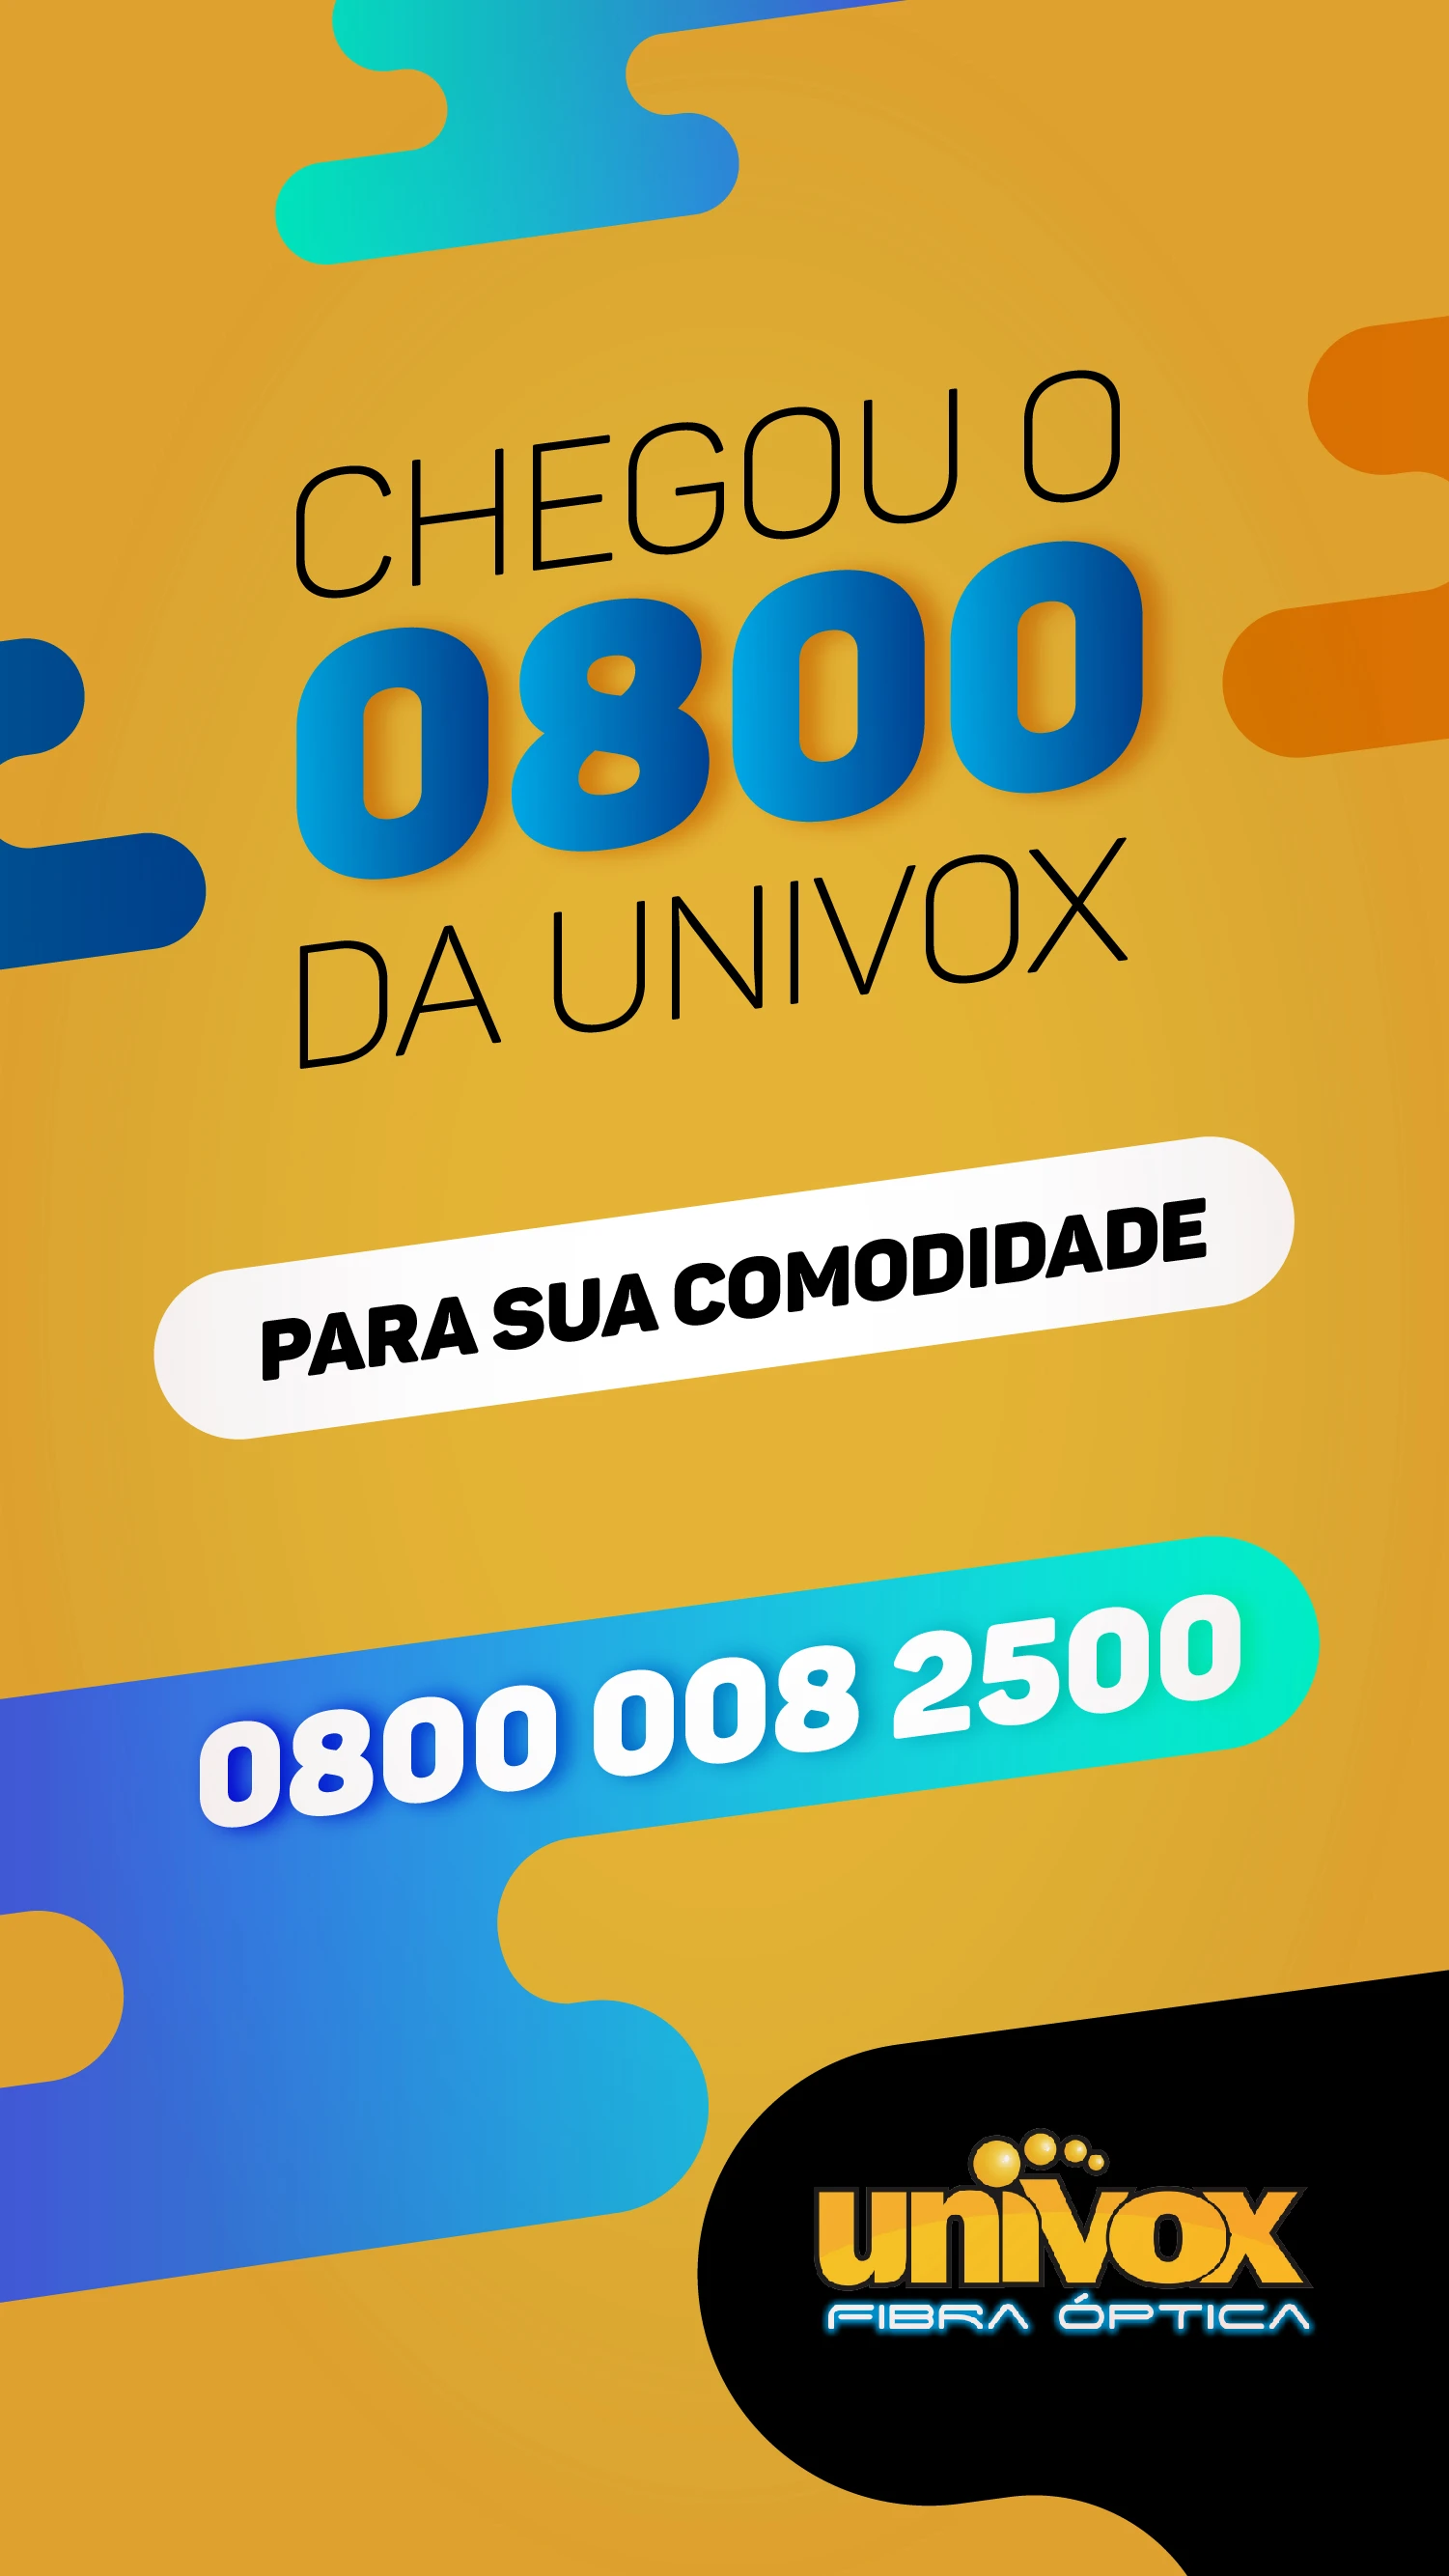 CHEGOU O
0800
DA UNIVOX
PARA SUA COMODIDADE
0800 008 2500
univox
FIBRA ÓPTICA